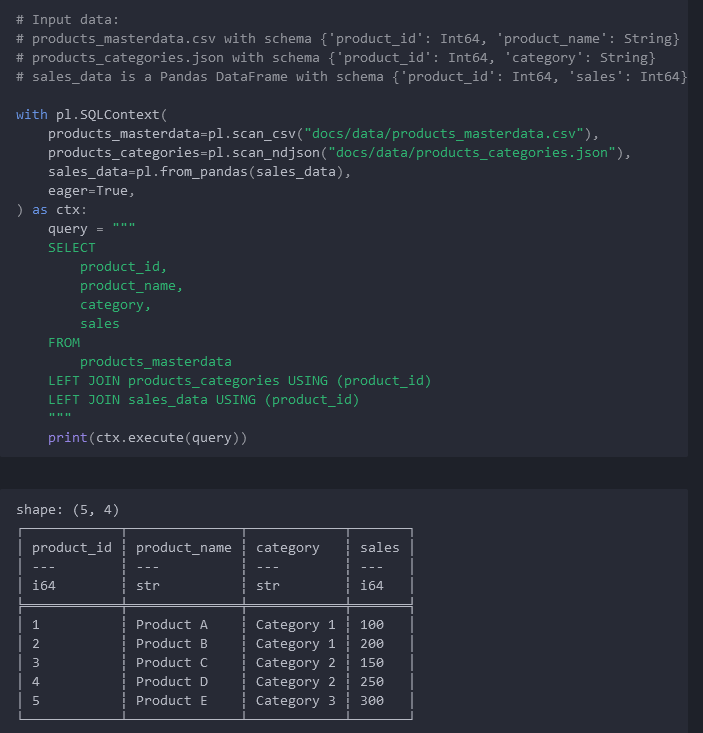 # Input data:
# products_masterdata.csv with schema {'product_id': Int64, 'product_name': String}
# products_categories.json with schema {'product_id': Int64, 'category': String}
# sales_data is a Pandas DataFrame with schema {'product_id': Int64, 'sales': Int64}
with pl.SQLContext(
    products_masterdata=pl.scan_csv("docs/data/products_masterdata.csv"),
    products_categories=pl.scan_ndjson("docs/data/products_categories.json"),
    sales_data=pl.from_pandas(sales_data),
    eager=True,
) as ctx:
    query = """
    SELECT
        product_id,
        product_name,
        category,
        sales
    FROM
        products_masterdata
    LEFT JOIN products_categories USING (product_id)
    LEFT JOIN sales_data USING (product_id)
    """
    print(ctx.execute(query))
shape: (5, 4)
product_id product_name category sales
--- --- --- ---
i64 str str i64
1 Product A Category 1 100
2 Product B Category 1 200
3 Product C Category 2 150
4 Product D Category 2 250
5 Product E Category 3 300